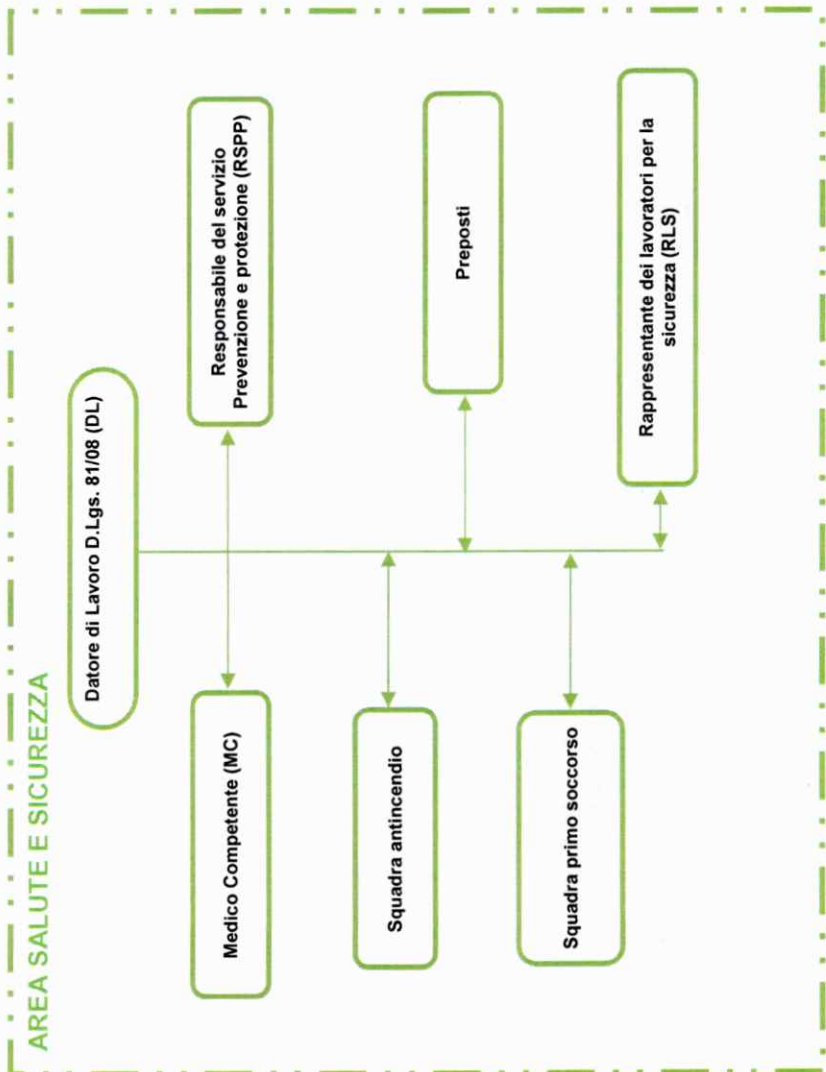 AREA SALUTE E SICUREZZA
Datore di Lavoro D.Lgs. 81/08 (DL)
Medico Competente (MC)
Responsabile del servizio
Prevenzione e protezione (RSPP)
Squadra antincendio
Preposti
Squadra primo soccorso
Rappresentante dei lavoratori per la
sicurezza (RLS)